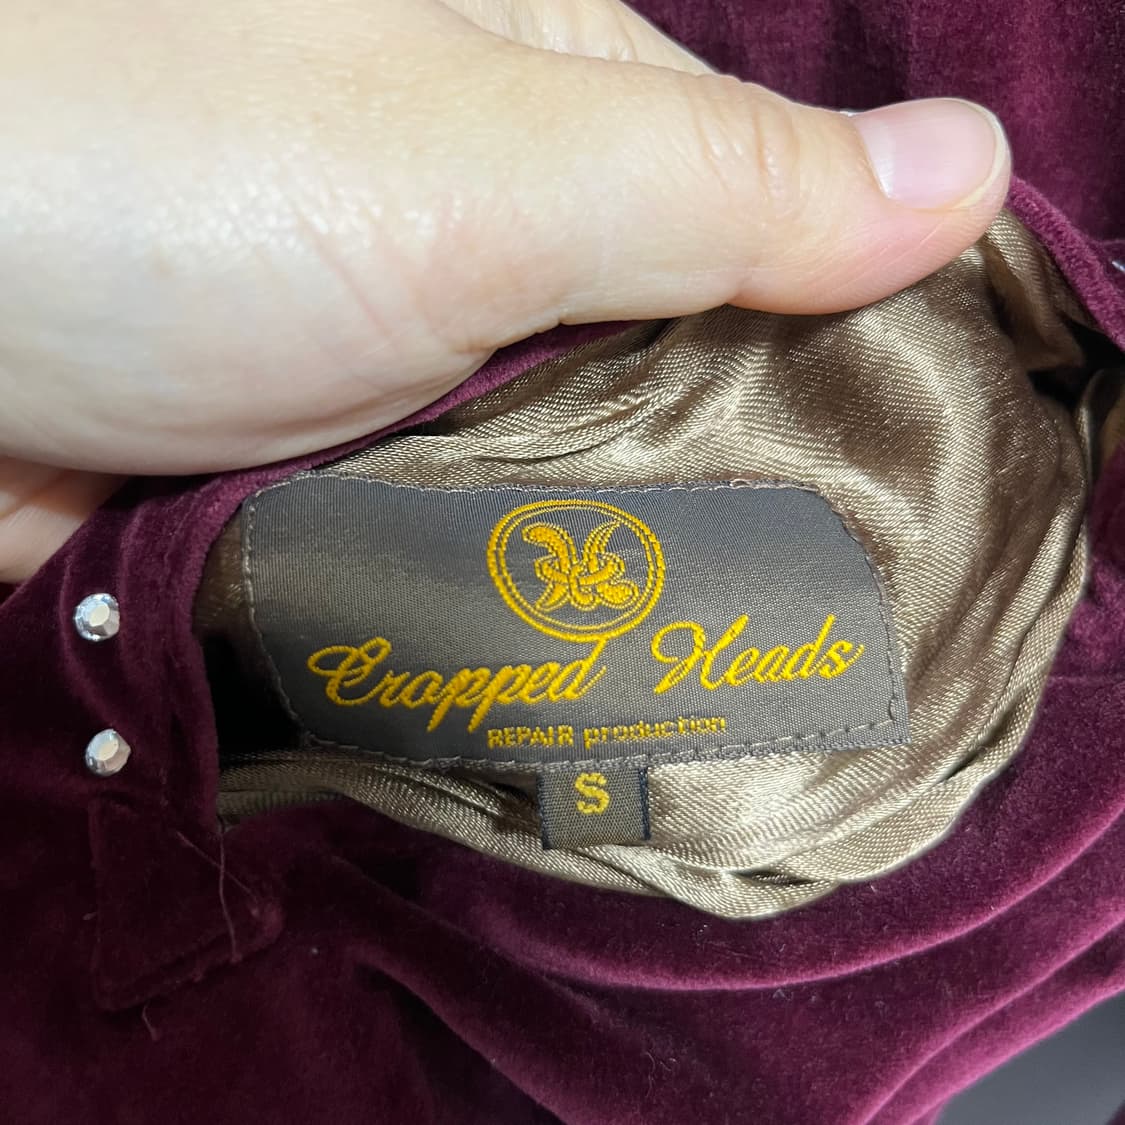 Cropped Heads
REPAIR production
S